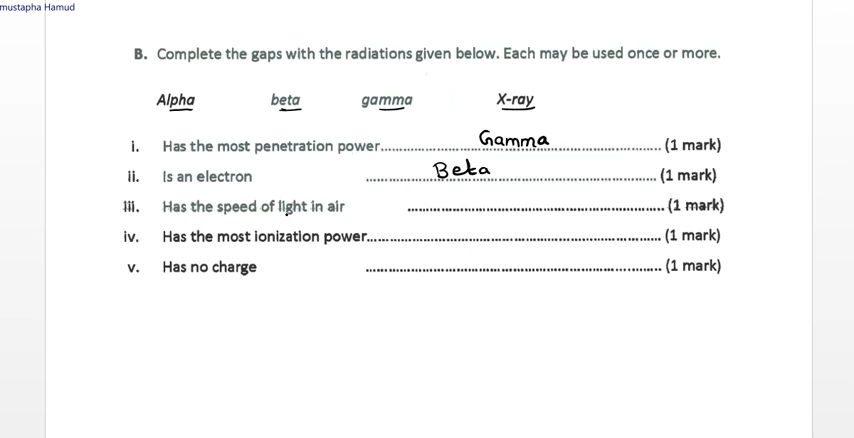 mustapha Hamud
B. Complete the gaps with the radiations given below. Each may be used once or more.
Alpha beta gamma X-ray
i. Has the most penetration power............ Gamma ............ (1 mark)
ii. Is an electron ............ Beta ............ (1 mark)
iii. Has the speed of light in air ............ (1 mark)
iv. Has the most ionization power............ (1 mark)
v. Has no charge ............ (1 mark)